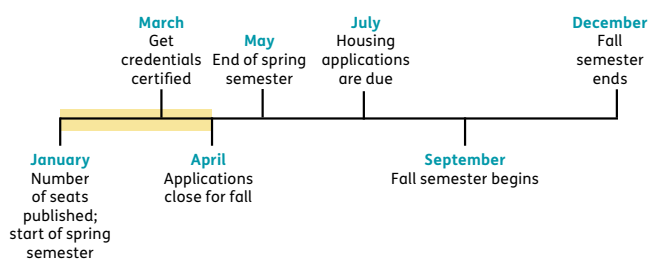 March
Get
credentials
certified
May
End of spring
semester
July
Housing
applications
are due
December
Fall
semester
ends
January
Number
of seats
published;
start of spring
semester
April
Applications
close for fall
September
Fall semester begins